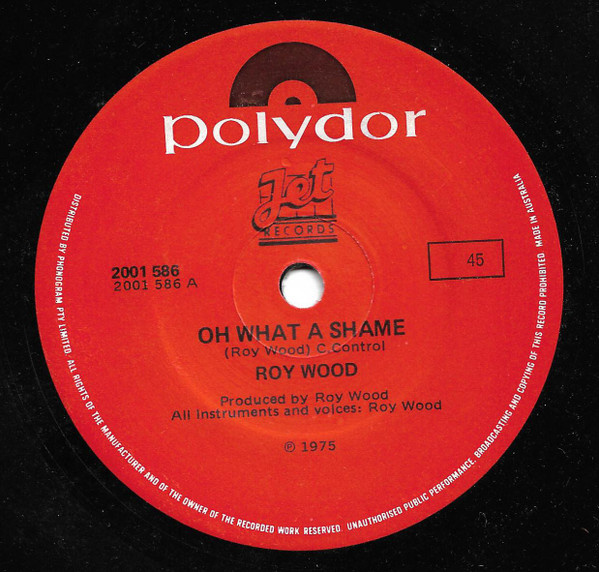 polydor
Jet
RECORDS
2001 586
2001 586 A
45
OH WHAT A SHAME
(Roy Wood) C.Control
ROY WOOD
Produced by Roy Wood
All instruments and voices: Roy Wood
℗ 1975
DISTRIBUTED BY PHONOGRAM PTY LIMITED. ALL RIGHTS OF THE MANUFACTURER AND OF THE OWNER OF THE RECORDED WORK RESERVED. UNAUTHORISED PUBLIC PERFORMANCE, BROADCASTING AND COPYING OF THIS RECORD PROHIBITED. MADE IN AUSTRALIA